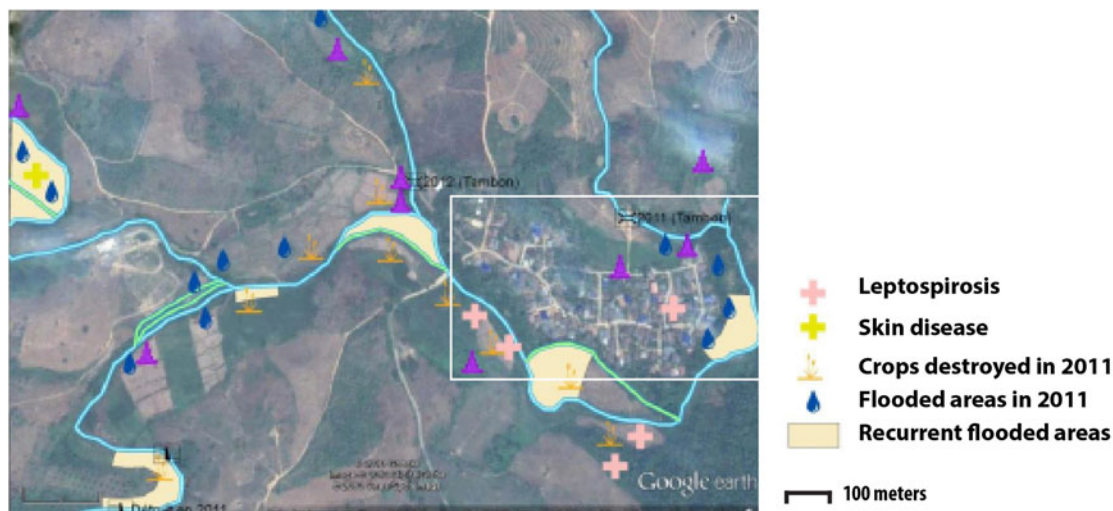 2012 (Tambon)
2011 (Tambon)
Google earth
Leptospirosis
Skin disease
Crops destroyed in 2011
Flooded areas in 2011
Recurrent flooded areas
100 meters